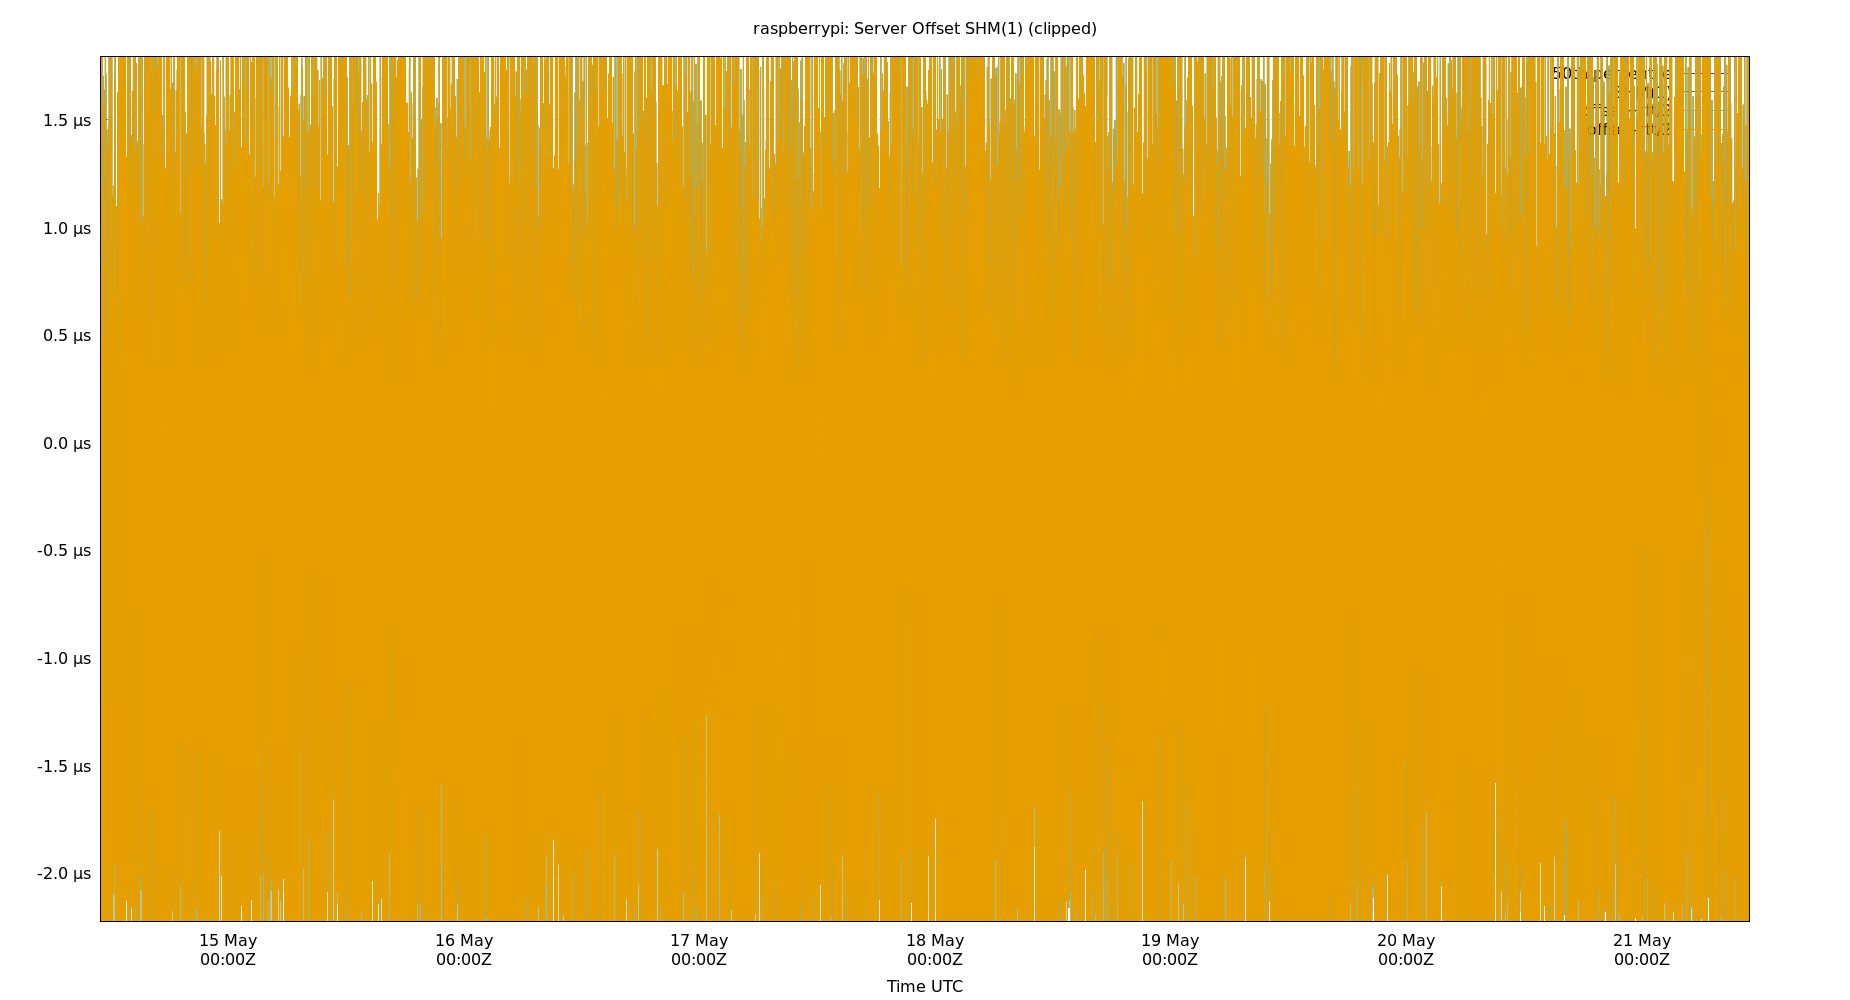 raspberrypi: Server Offset SHM(1) (clipped)
1.5 µs
1.0 µs
0.5 µs
0.0 µs
-0.5 µs
-1.0 µs
-1.5 µs
-2.0 µs
15 May
00:00Z
16 May
00:00Z
17 May
00:00Z
18 May
00:00Z
19 May
00:00Z
20 May
00:00Z
21 May
00:00Z
Time UTC